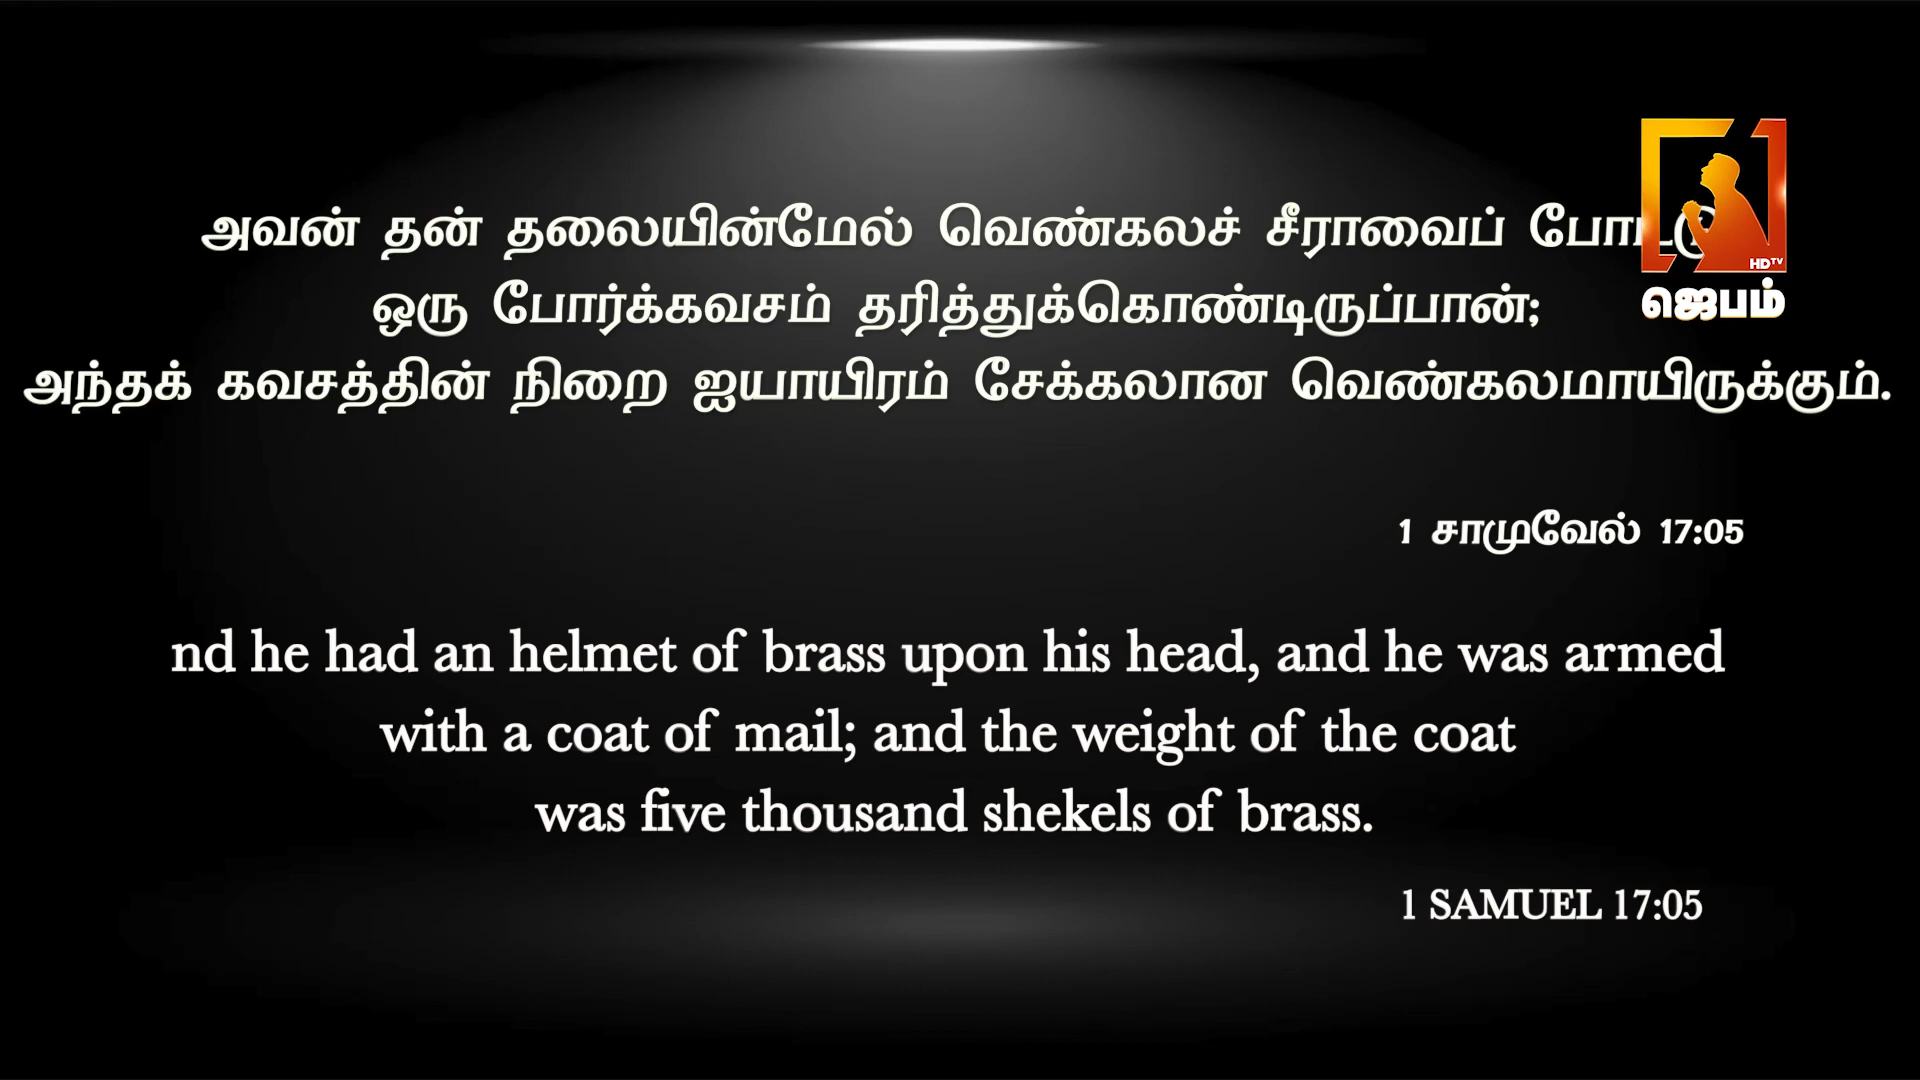 அவன் தன் தலையின்மேல் வெண்கலச் சீராவைப் போட்டு
ஒரு போர்க்கவசம் தரித்துக்கொண்டிருப்பான்;
அந்தக் கவசத்தின் நிறை ஐயாயிரம் சேக்கலான வெண்கலமாயிருக்கும்.
HDTV
ஜெபம்
1 சாமுவேல் 17:05
nd he had an helmet of brass upon his head, and he was armed
with a coat of mail; and the weight of the coat
was five thousand shekels of brass.
1 SAMUEL 17:05